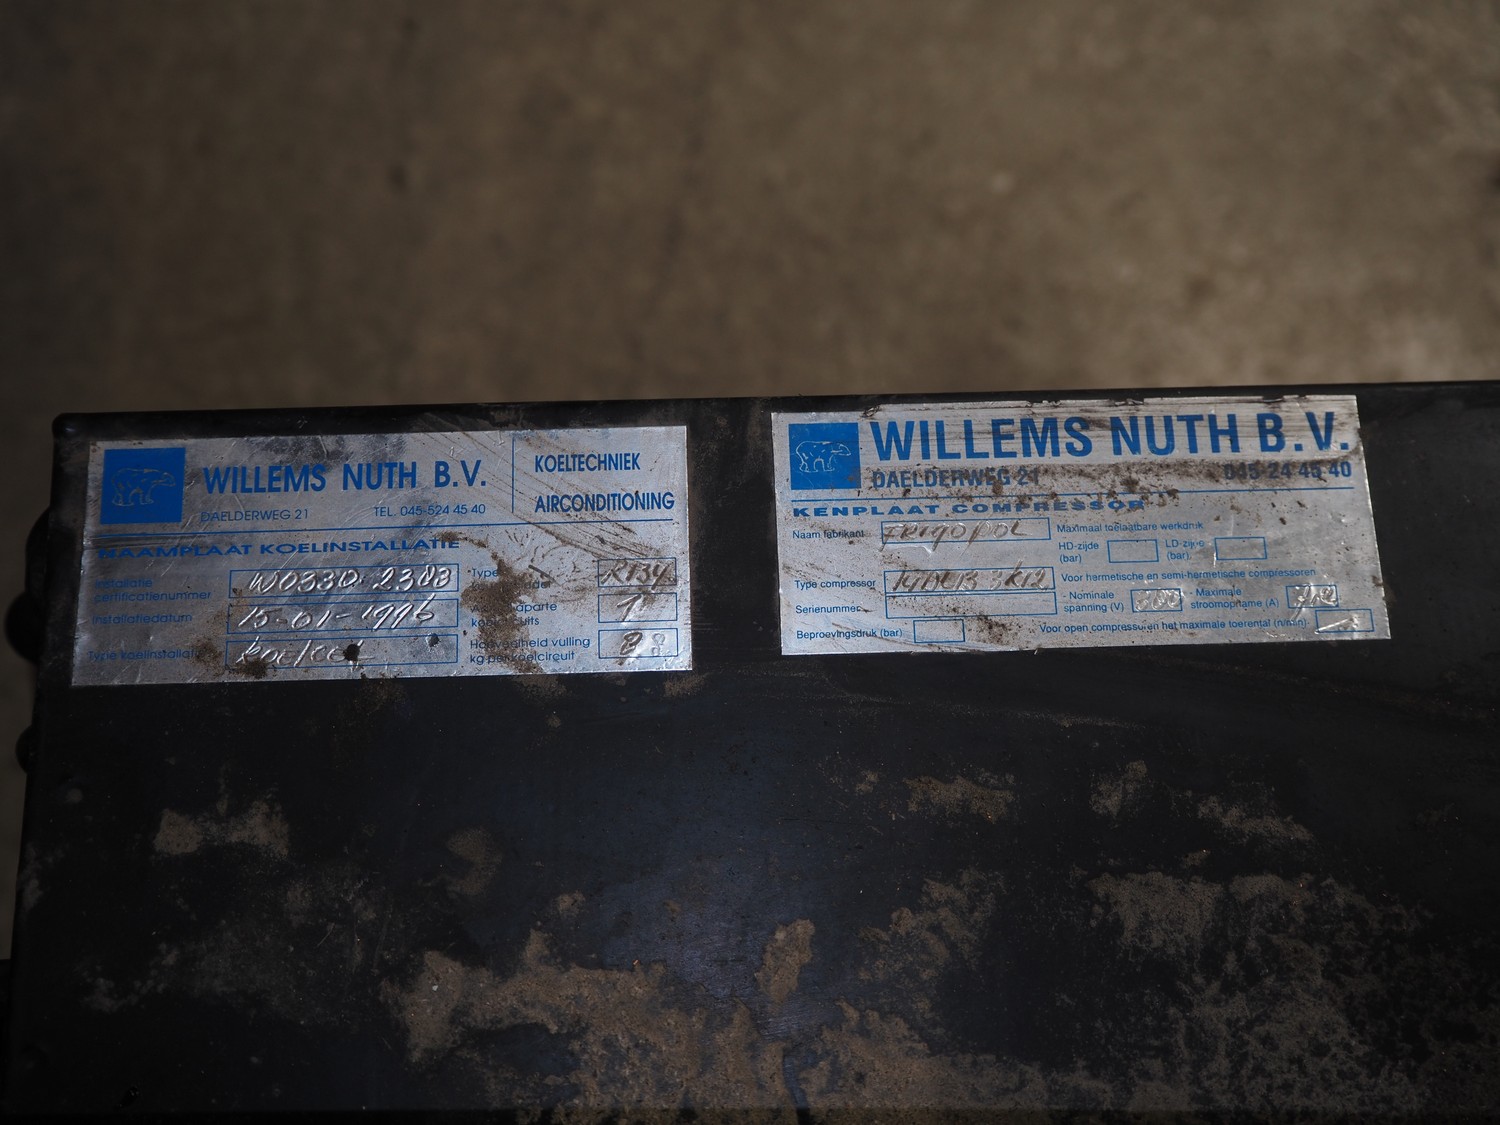 WILLEMS NUTH B.V.
DAELDERWEG 21 TEL. 045-524 45 40
KOELTECHNIEK
AIRCONDITIONING
NAAMPLAAT KOELINSTALLATIE
Installatie
certificatienummer
Installatiedatum 15-01-1996
Type koelinstallatie
Type
R134
1
Hoeveelheid vulling
kg per koelcircuit
WILLEMS NUTH B.V.
DAELDERWEG 21 045-24 45 40
KENPLAAT COMPRESSOR
Naam fabrikant Frigopol
Type compressor
Serienummer
Beproevingsdruk (bar)
Maximaal toelaatbare werkdruk
HD-zijde
(bar)
LD-zijde
(bar)
Voor hermetische en semi-hermetische compressoren
- Nominale
spanning (V)
- Maximale
stroomopname (A)
Voor open compressoren het maximale toerental (n/min)